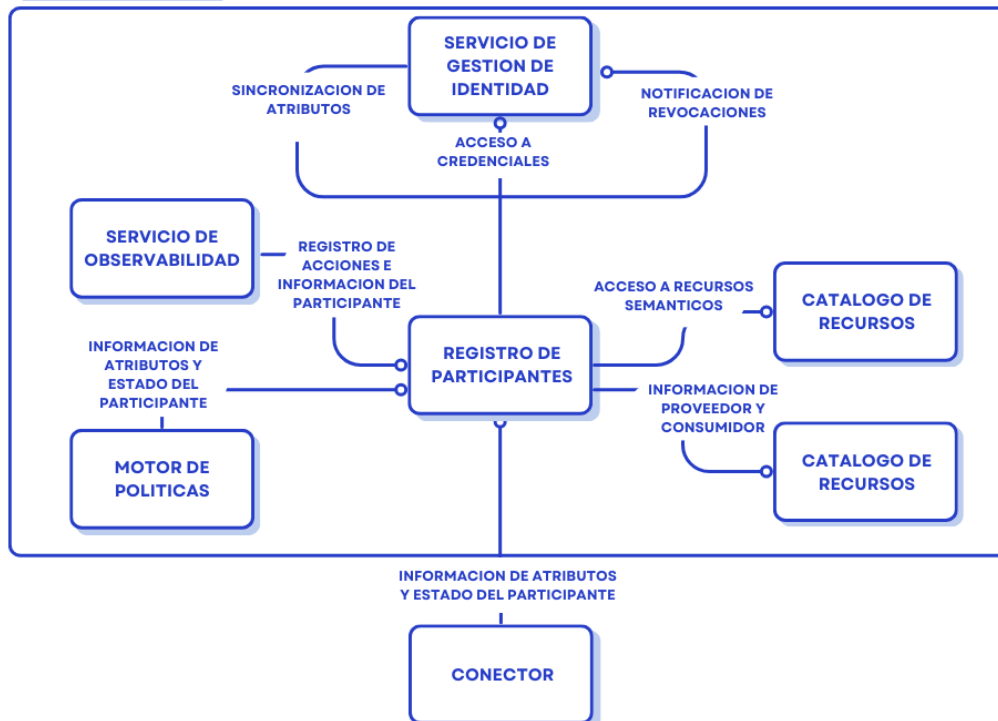 SERVICIO DE
GESTION DE
IDENTIDAD
SINCRONIZACION DE
ATRIBUTOS
NOTIFICACION DE
REVOCACIONES
ACCESO A
CREDENCIALES
SERVICIO DE
OBSERVABILIDAD
REGISTRO DE
ACCIONES E
INFORMACION DEL
PARTICIPANTE
ACCESO A RECURSOS
SEMANTICOS
CATALOGO DE
RECURSOS
INFORMACION DE
ATRIBUTOS Y
ESTADO DEL
PARTICIPANTE
REGISTRO DE
PARTICIPANTES
INFORMACION DE
PROVEEDOR Y
CONSUMIDOR
MOTOR DE
POLITICAS
CATALOGO DE
RECURSOS
INFORMACION DE ATRIBUTOS
Y ESTADO DEL PARTICIPANTE
CONECTOR